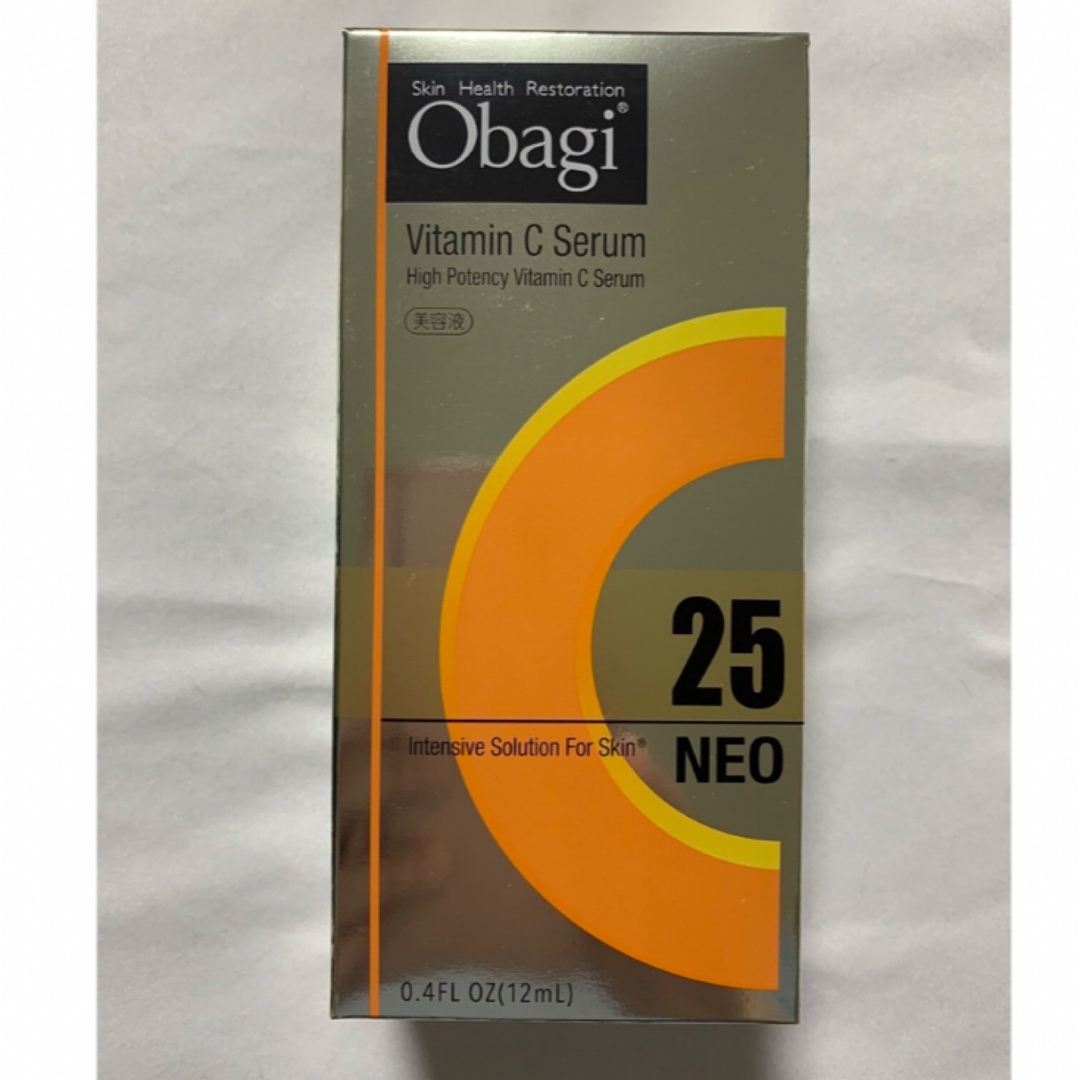 Skin Health Restoration
Obagi®
Vitamin C Serum
High Potency Vitamin C Serum
美容液
C
25
Intensive Solution For Skin®
NEO
0.4FL OZ(12mL)